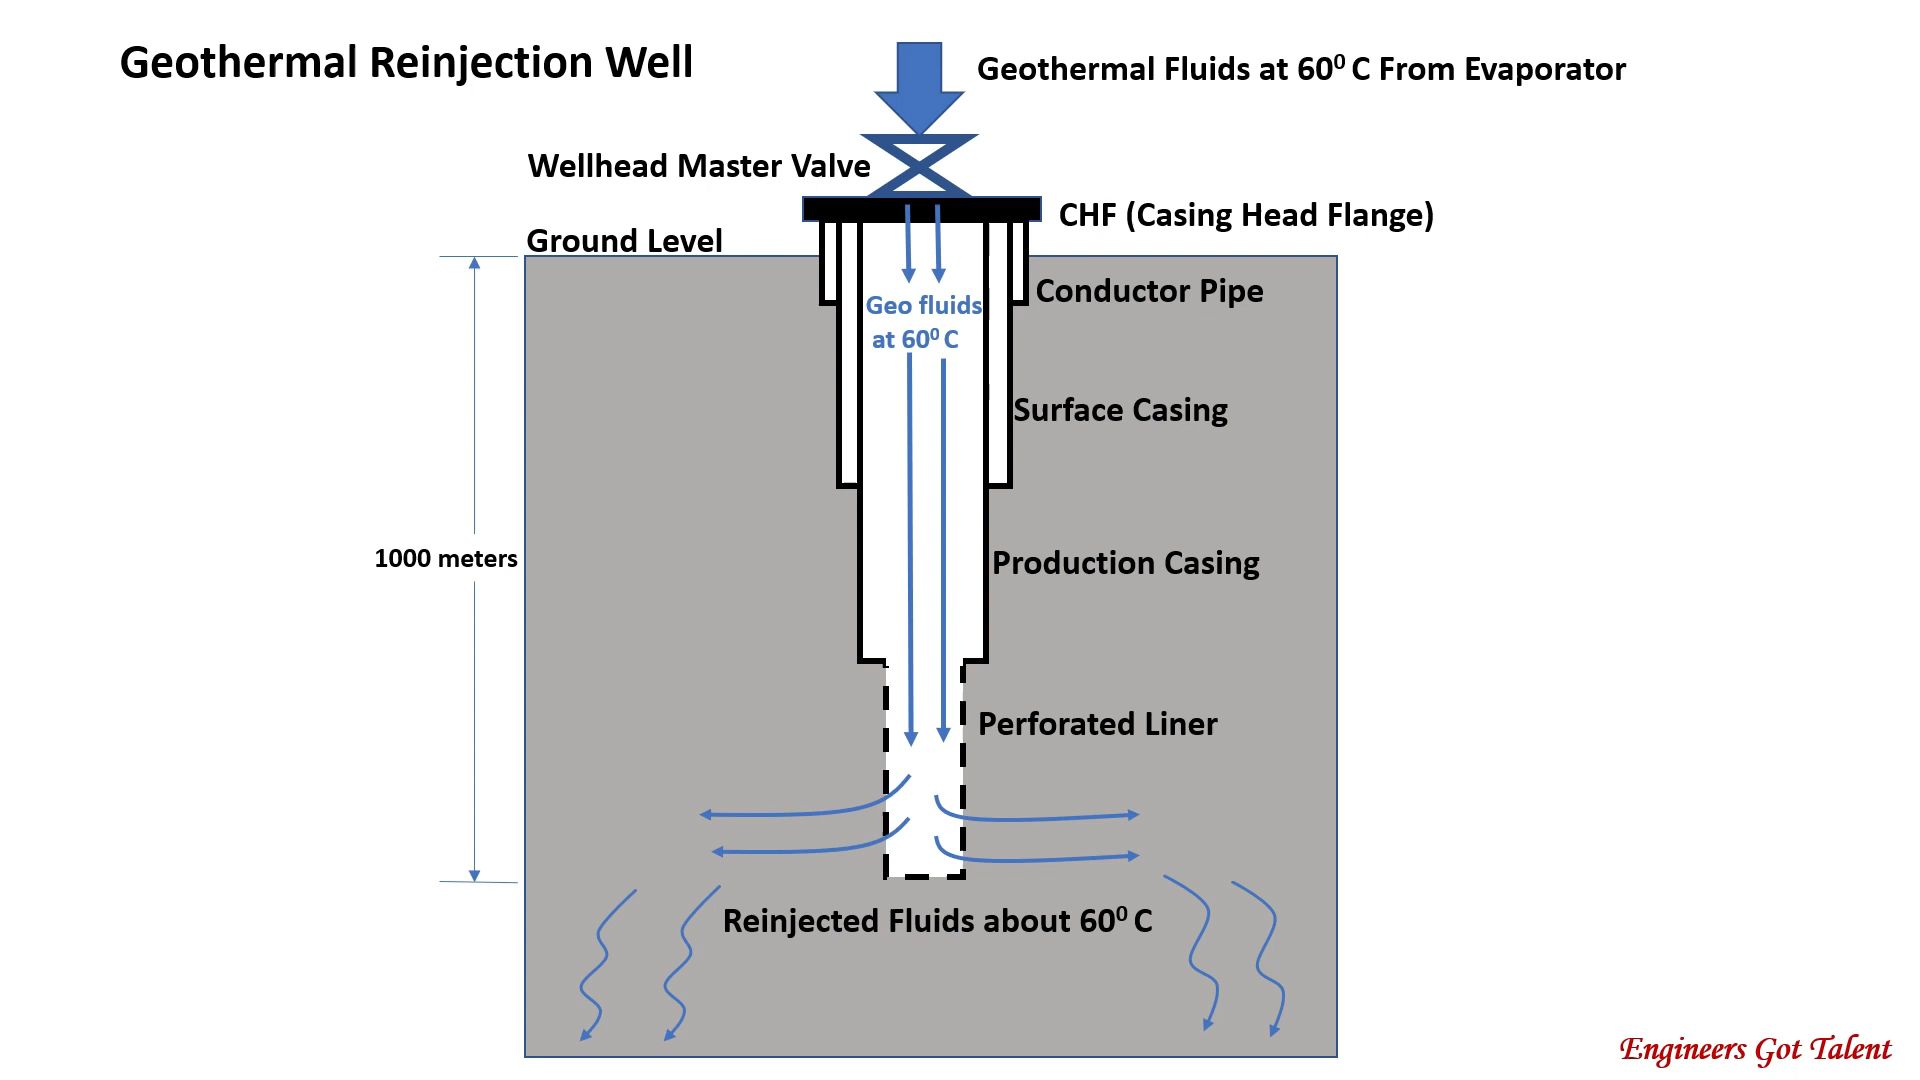 Geothermal Reinjection Well
Geothermal Fluids at 60⁰ C From Evaporator
Wellhead Master Valve
CHF (Casing Head Flange)
Ground Level
Conductor Pipe
Geo fluids
at 60⁰ C
Surface Casing
1000 meters
Production Casing
Perforated Liner
Reinjected Fluids about 60⁰ C
Engineers Got Talent